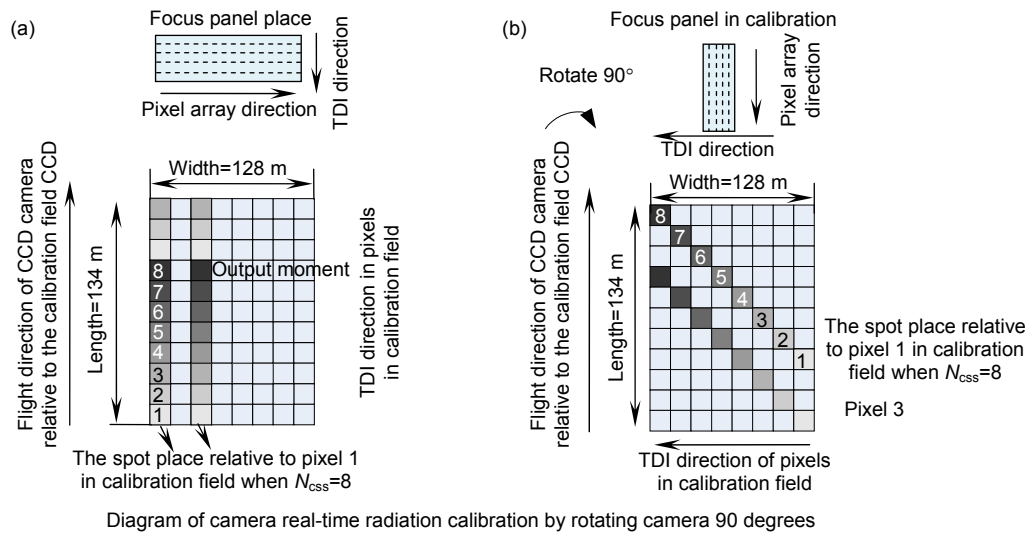 (a)
Focus panel place
TDI direction
Pixel array direction
Flight direction of CCD camera
relative to the calibration field CCD
Width=128 m
Length=134 m
8 Output moment
7
6
5
4
3
2
1
TDI direction in pixels
in calibration field
The spot place relative to pixel 1
in calibration field when Ncss=8
(b)
Focus panel in calibration
Rotate 90°
Pixel array
direction
TDI direction
Flight direction of CCD camera
relative to the calibration field CCD
Width=128 m
Length=134 m
8
7
6
5
4
3
2
1
The spot place relative
to pixel 1 in calibration
field when Ncss=8
Pixel 3
TDI direction of pixels
in calibration field
Diagram of camera real-time radiation calibration by rotating camera 90 degrees